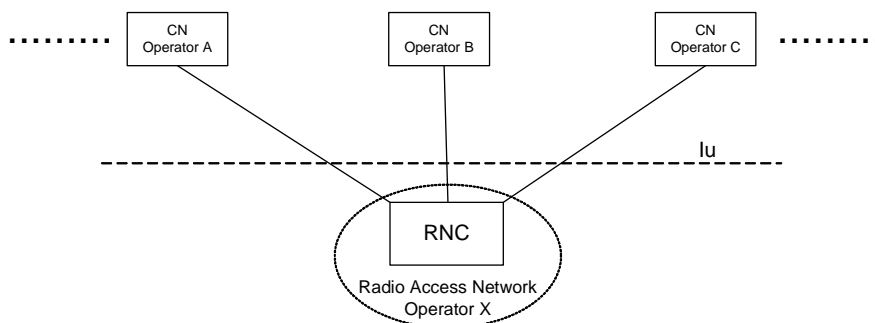 CN
Operator A
CN
Operator B
CN
Operator C
Iu
RNC
Radio Access Network
Operator X